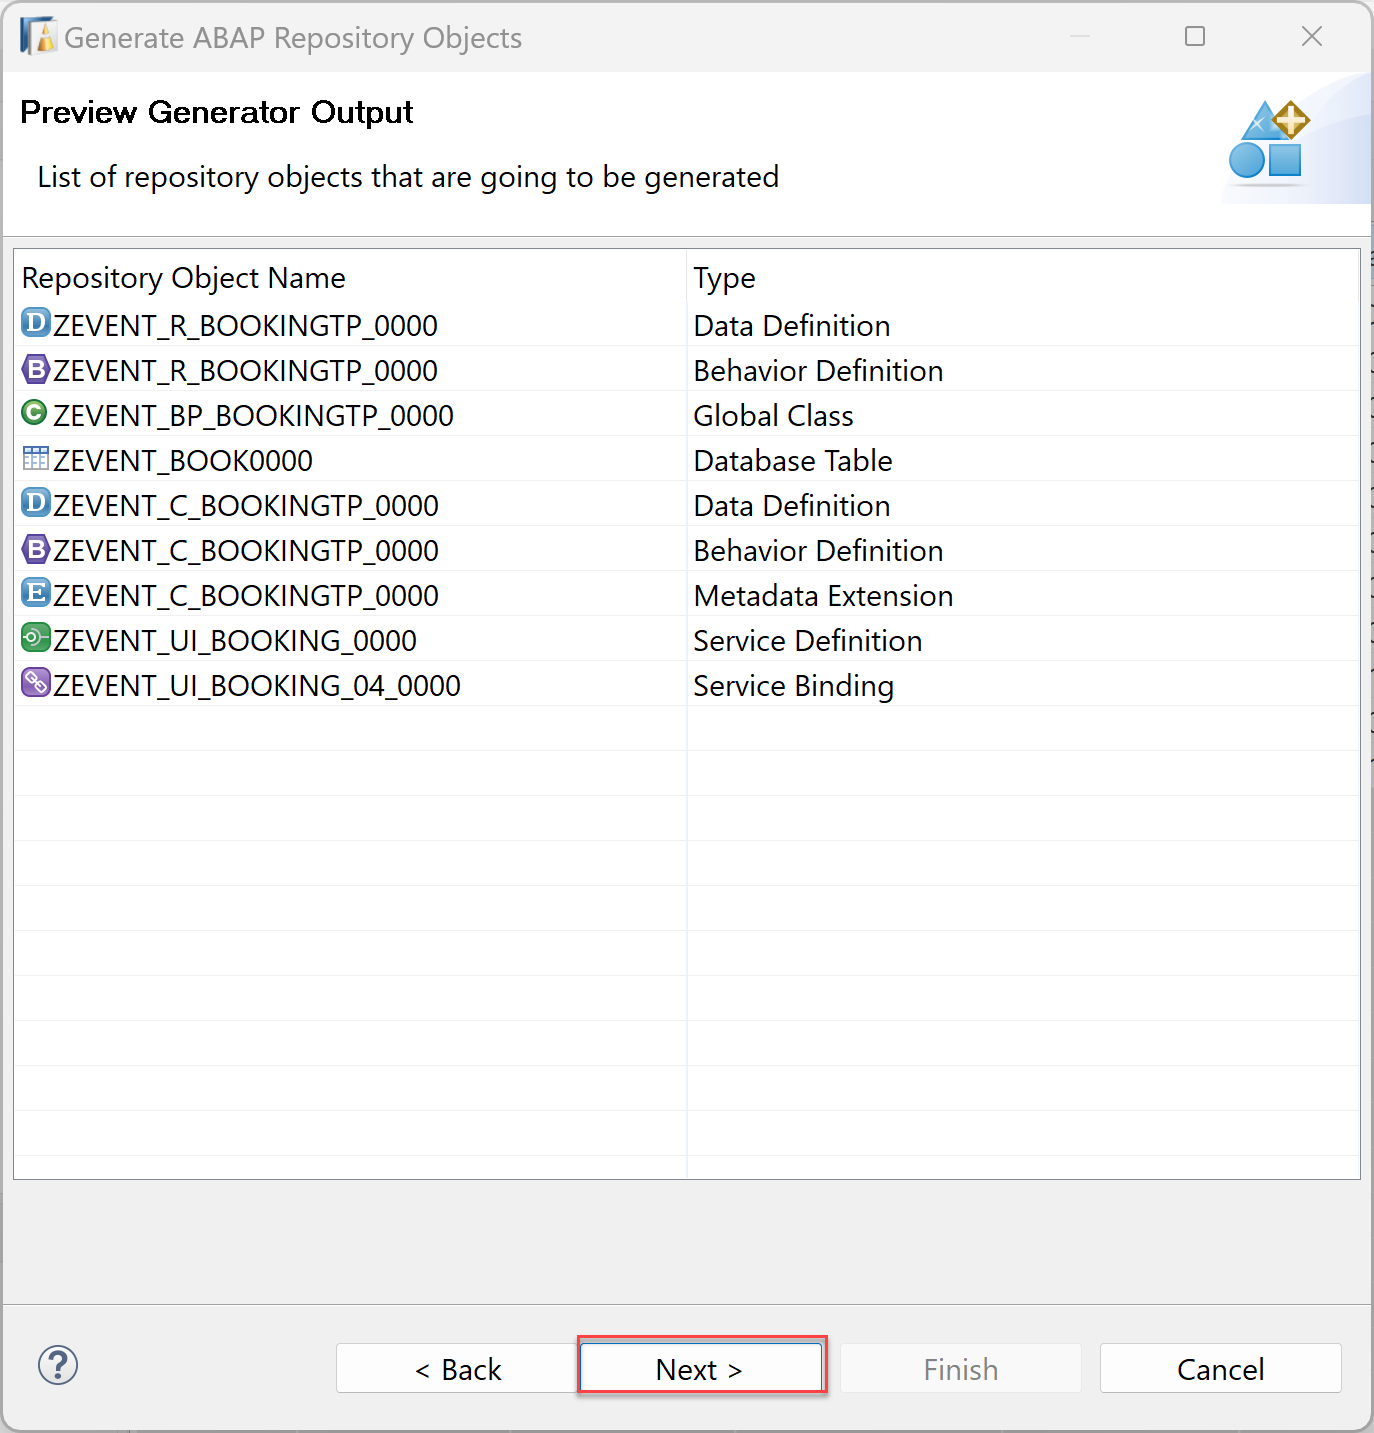 Generate ABAP Repository Objects
Preview Generator Output
List of repository objects that are going to be generated
Repository Object Name Type
D ZEVENT_R_BOOKINGTP_0000 Data Definition
B ZEVENT_R_BOOKINGTP_0000 Behavior Definition
C ZEVENT_BP_BOOKINGTP_0000 Global Class
ZEVENT_BOOK0000 Database Table
D ZEVENT_C_BOOKINGTP_0000 Data Definition
B ZEVENT_C_BOOKINGTP_0000 Behavior Definition
E ZEVENT_C_BOOKINGTP_0000 Metadata Extension
ZEVENT_UI_BOOKING_0000 Service Definition
ZEVENT_UI_BOOKING_04_0000 Service Binding
? < Back Next > Finish Cancel